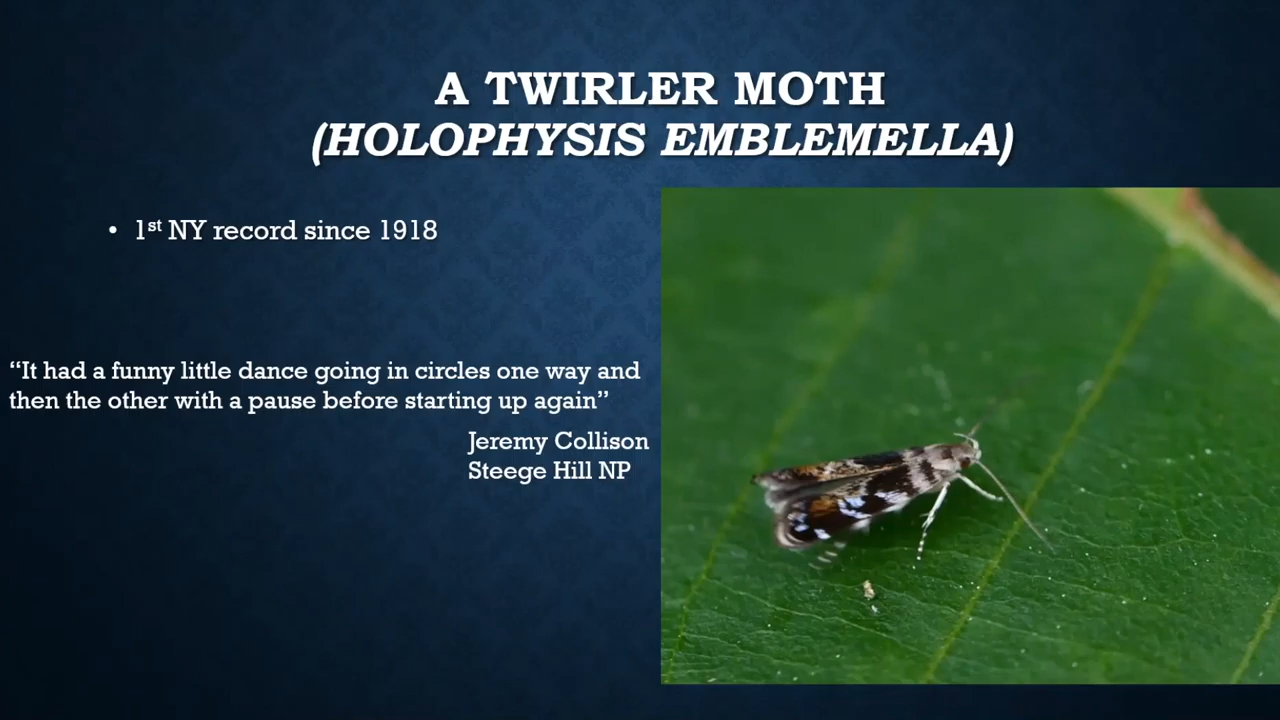 A TWIRLER MOTH
(HOLOPHYSIS EMBLEMELLA)
• 1st NY record since 1918
“It had a funny little dance going in circles one way and
then the other with a pause before starting up again”
Jeremy Collison
Steege Hill NP